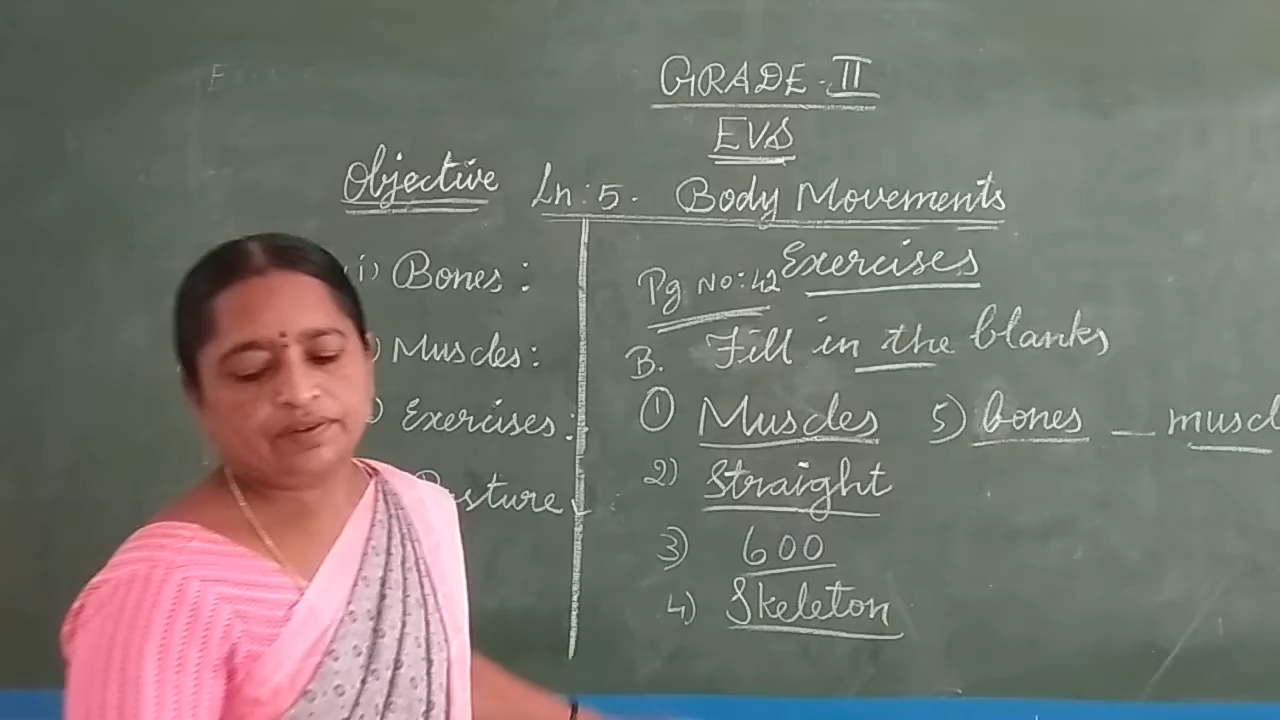 GRADE - II
EVS
Objective Ln: 5. Body Movements
i) Bones:
) Muscles:
) Exercises:
Posture
Exercises
Pg No: 42
B. Fill in the blanks
① Muscles
2) Straight
3) 600
4) Skeleton
5) bones _ muscl